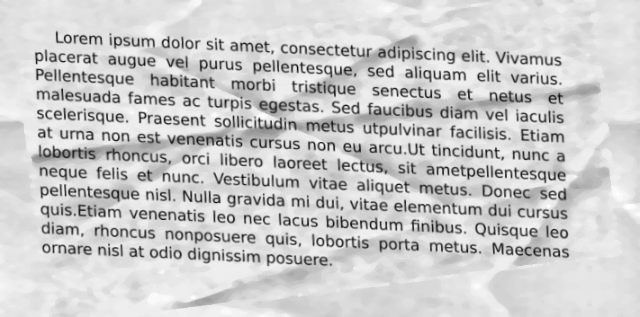 Lorem ipsum dolor sit amet, consectetur adipiscing elit. Vivamus
placerat augue vel purus pellentesque, sed aliquam elit varius.
Pellentesque habitant morbi tristique senectus et netus et
malesuada fames ac turpis egestas. Sed faucibus diam vel iaculis
scelerisque. Praesent sollicitudin metus utpulvinar facilisis. Etiam
at urna non est venenatis cursus non eu arcu.Ut tincidunt, nunc a
lobortis rhoncus, orci libero laoreet lectus, sit ametpellentesque
neque felis et nunc. Vestibulum vitae aliquet metus. Donec sed
pellentesque nisl. Nulla gravida mi dui, vitae elementum dui cursus
quis.Etiam venenatis leo nec lacus bibendum finibus. Quisque leo
diam, rhoncus nonposuere quis, lobortis porta metus. Maecenas
ornare nisl at odio dignissim posuere.